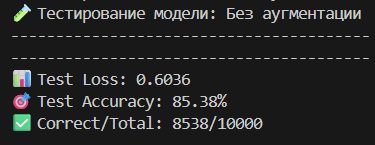 🧪 Тестирование модели: Без аугментации
----------------------------------------
----------------------------------------
📊 Test Loss: 0.6036
🎯 Test Accuracy: 85.38%
✅ Correct/Total: 8538/10000